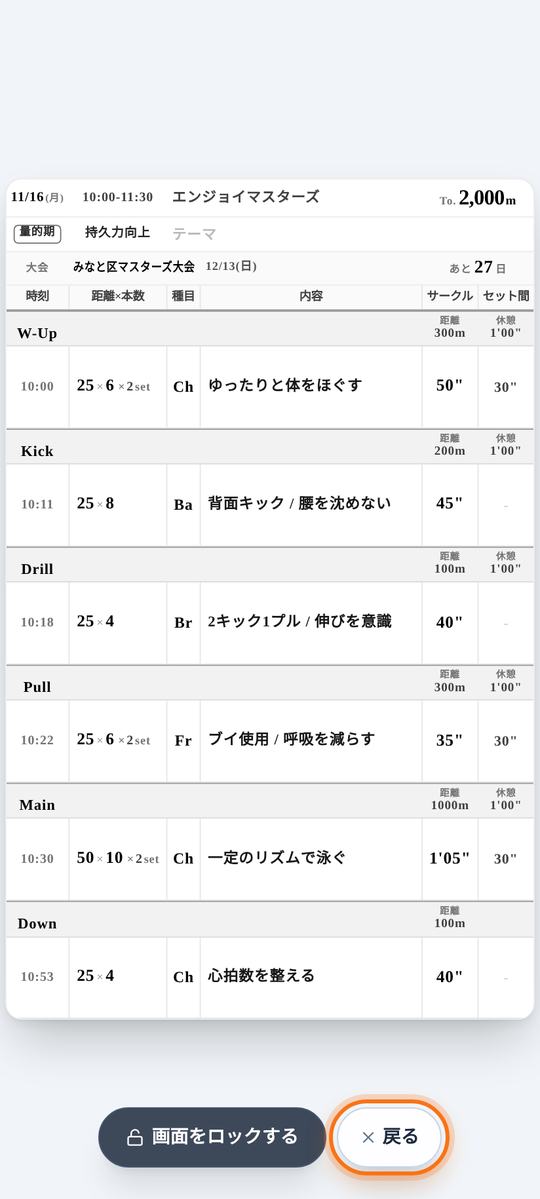 11/16(月) 10:00-11:30 エンジョイマスターズ To. 2,000m
量的期 持久力向上 テーマ
大会 みなと区マスターズ大会 12/13(日) あと 27 日
時刻 距離×本数 種目 内容 サークル セット間
W-Up 距離 300m 休憩 1'00"
10:00 25×6×2set Ch ゆったりと体をほぐす 50" 30"
Kick 距離 200m 休憩 1'00"
10:11 25×8 Ba 背面キック / 腰を沈めない 45" -
Drill 距離 100m 休憩 1'00"
10:18 25×4 Br 2キック1プル / 伸びを意識 40" -
Pull 距離 300m 休憩 1'00"
10:22 25×6×2set Fr ブイ使用 / 呼吸を減らす 35" 30"
Main 距離 1000m 休憩 1'00"
10:30 50×10×2set Ch 一定のリズムで泳ぐ 1'05" 30"
Down 距離 100m
10:53 25×4 Ch 心拍数を整える 40" -
画面をロックする × 戻る